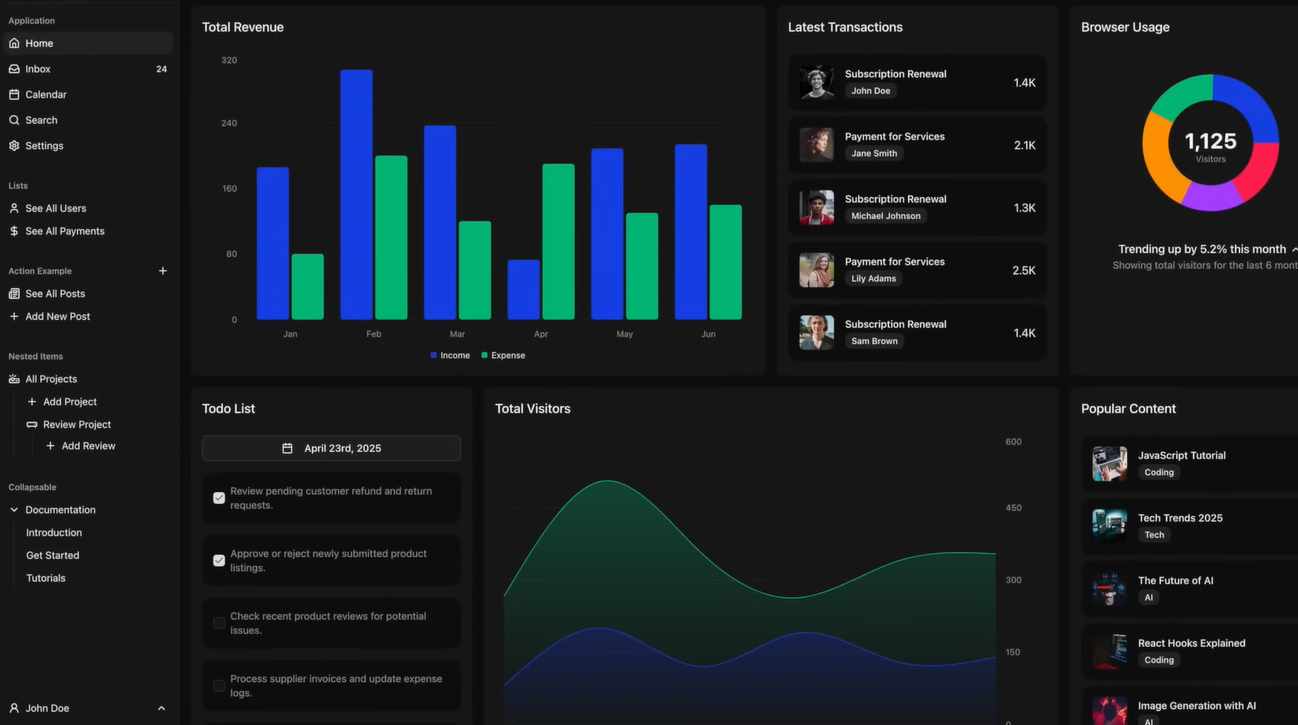 Application
Home
Inbox 24
Calendar
Search
Settings
Lists
See All Users
See All Payments
Action Example
See All Posts
Add New Post
Nested Items
All Projects
Add Project
Review Project
Add Review
Collapsable
Documentation
Introduction
Get Started
Tutorials
John Doe
Total Revenue
320
240
160
80
0
Jan Feb Mar Apr May Jun
Income Expense
Latest Transactions
Subscription Renewal
John Doe
1.4K
Payment for Services
Jane Smith
2.1K
Subscription Renewal
Michael Johnson
1.3K
Payment for Services
Lily Adams
2.5K
Subscription Renewal
Sam Brown
1.4K
Browser Usage
1,125
Visitors
Trending up by 5.2% this month
Showing total visitors for the last 6 mont
Todo List
April 23rd, 2025
Review pending customer refund and return
requests.
Approve or reject newly submitted product
listings.
Check recent product reviews for potential
issues.
Process supplier invoices and update expense
logs.
Total Visitors
600
450
300
150
0
Popular Content
JavaScript Tutorial
Coding
Tech Trends 2025
Tech
The Future of AI
AI
React Hooks Explained
Coding
Image Generation with AI
AI